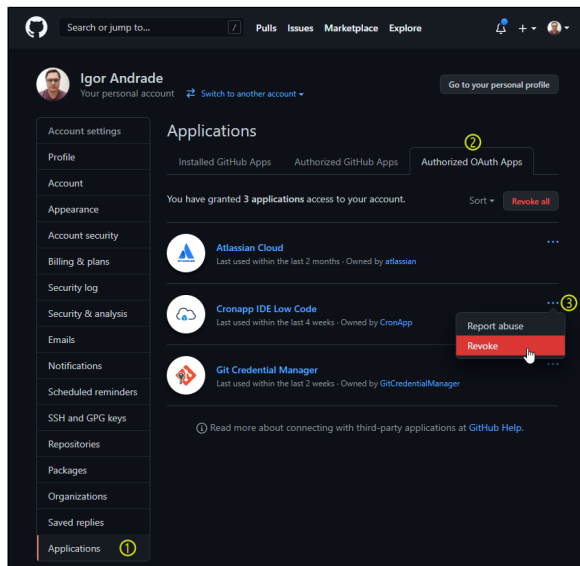 Search or jump to... /
Pulls Issues Marketplace Explore
Igor Andrade
Your personal account Switch to another account
Go to your personal profile
Account settings
Profile
Account
Appearance
Account security
Billing & plans
Security log
Security & analysis
Emails
Notifications
Scheduled reminders
SSH and GPG keys
Repositories
Packages
Organizations
Saved replies
Applications 1
Applications
2
Installed GitHub Apps Authorized GitHub Apps Authorized OAuth Apps
You have granted 3 applications access to your account. Sort Revoke all
Atlassian Cloud
Last used within the last 2 months · Owned by atlassian
Cronapp IDE Low Code
Last used within the last 4 weeks · Owned by CronApp
3
Report abuse
Revoke
Git Credential Manager
Last used within the last 2 weeks · Owned by GitCredentialManager
Read more about connecting with third-party applications at GitHub Help.